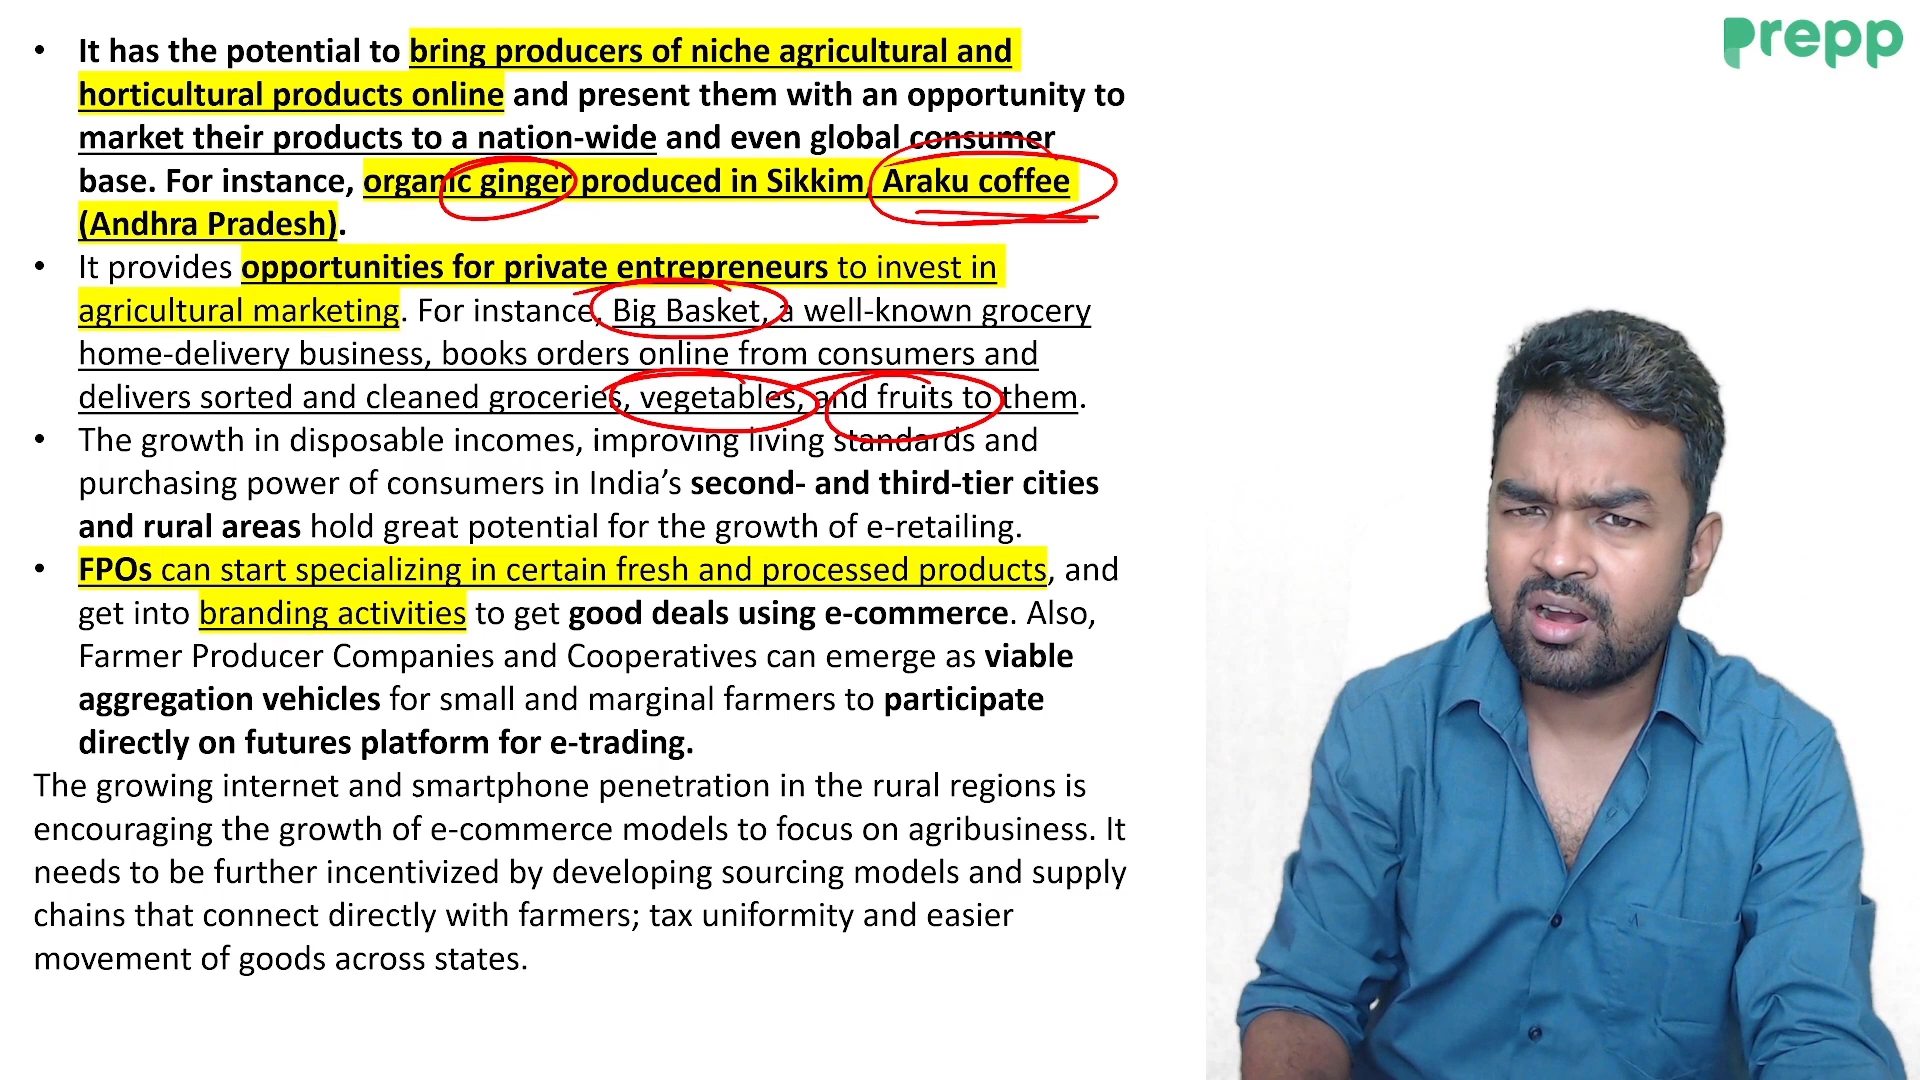 prepp
• It has the potential to bring producers of niche agricultural and
horticultural products online and present them with an opportunity to
market their products to a nation-wide and even global consumer
base. For instance, organic ginger produced in Sikkim, Araku coffee
(Andhra Pradesh).
• It provides opportunities for private entrepreneurs to invest in
agricultural marketing. For instance, Big Basket, a well-known grocery
home-delivery business, books orders online from consumers and
delivers sorted and cleaned groceries, vegetables, and fruits to them.
• The growth in disposable incomes, improving living standards and
purchasing power of consumers in India’s second- and third-tier cities
and rural areas hold great potential for the growth of e-retailing.
• FPOs can start specializing in certain fresh and processed products, and
get into branding activities to get good deals using e-commerce. Also,
Farmer Producer Companies and Cooperatives can emerge as viable
aggregation vehicles for small and marginal farmers to participate
directly on futures platform for e-trading.
The growing internet and smartphone penetration in the rural regions is
encouraging the growth of e-commerce models to focus on agribusiness. It
needs to be further incentivized by developing sourcing models and supply
chains that connect directly with farmers; tax uniformity and easier
movement of goods across states.